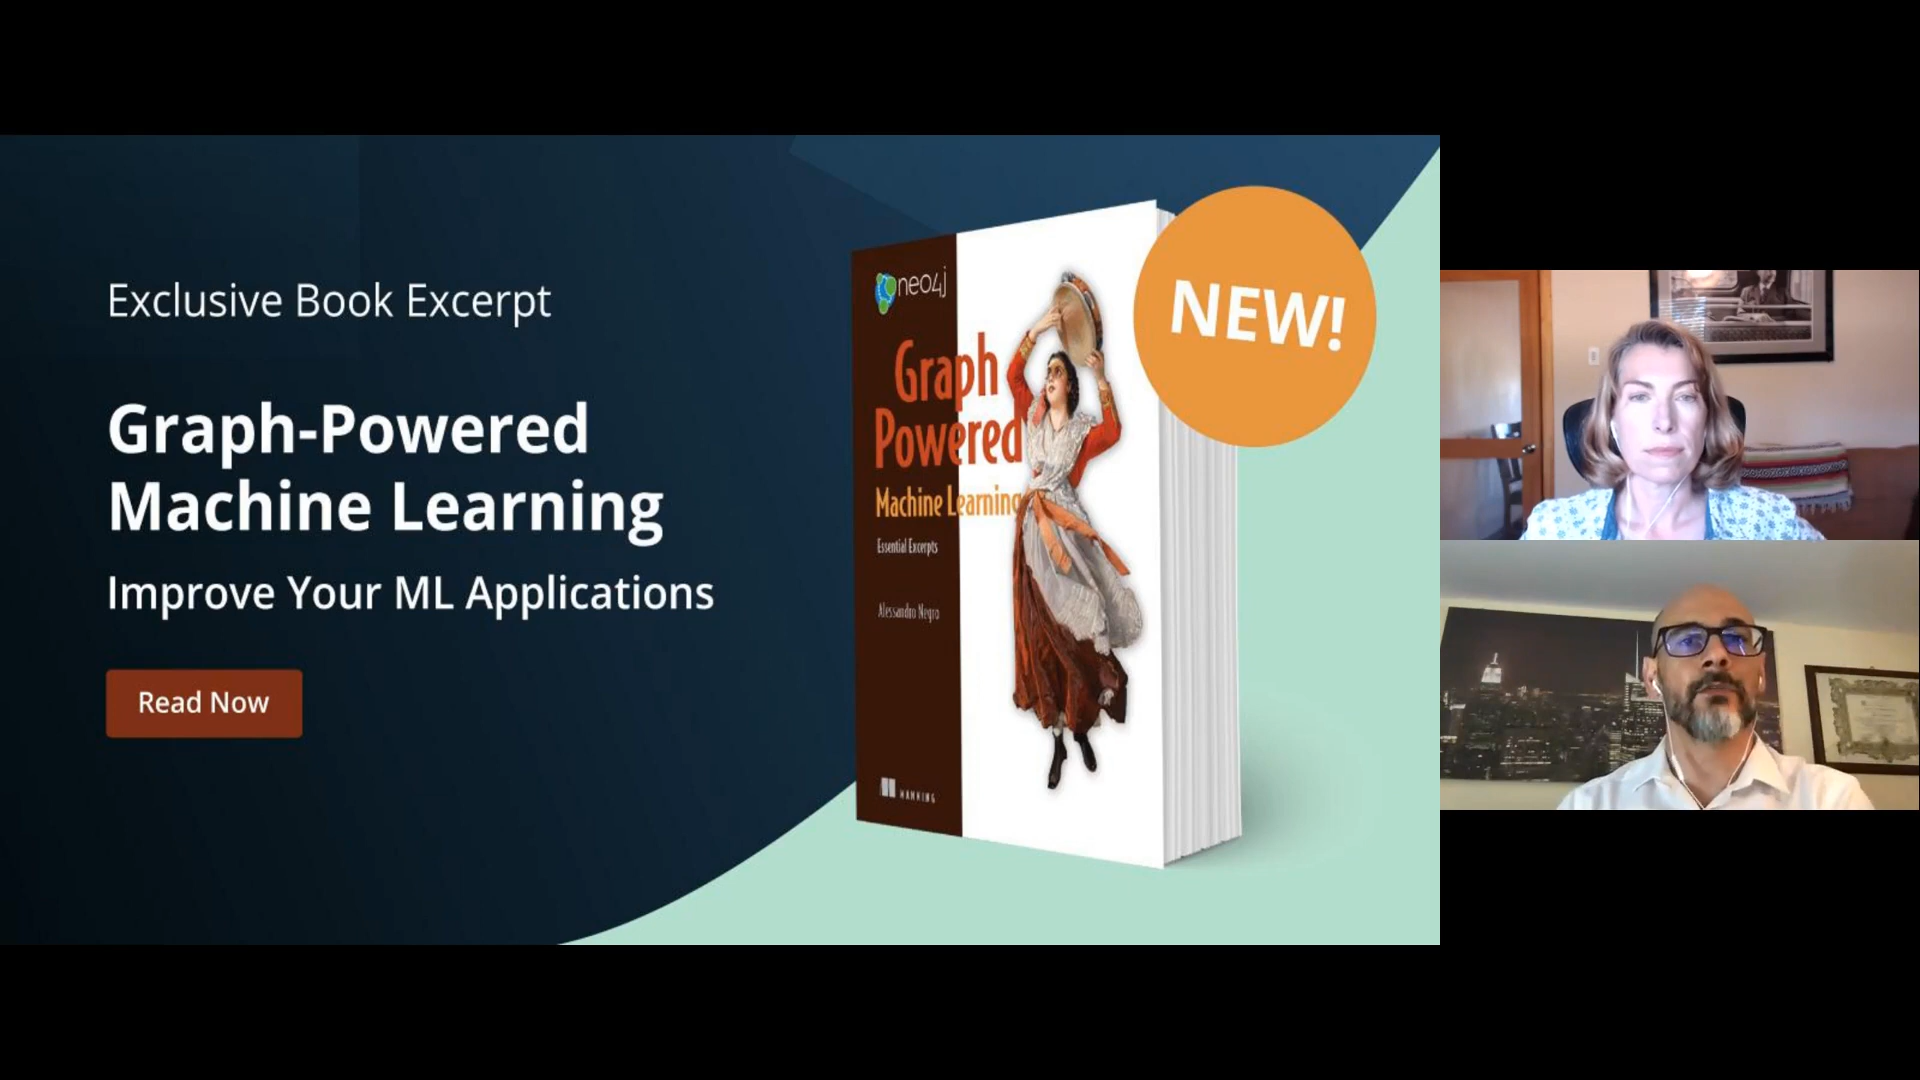 Exclusive Book Excerpt
Graph-Powered
Machine Learning
Improve Your ML Applications
Read Now
neo4j
Graph
Powered
Machine Learning
Essential Excerpts
Alessandro Negro
MANNING
NEW!